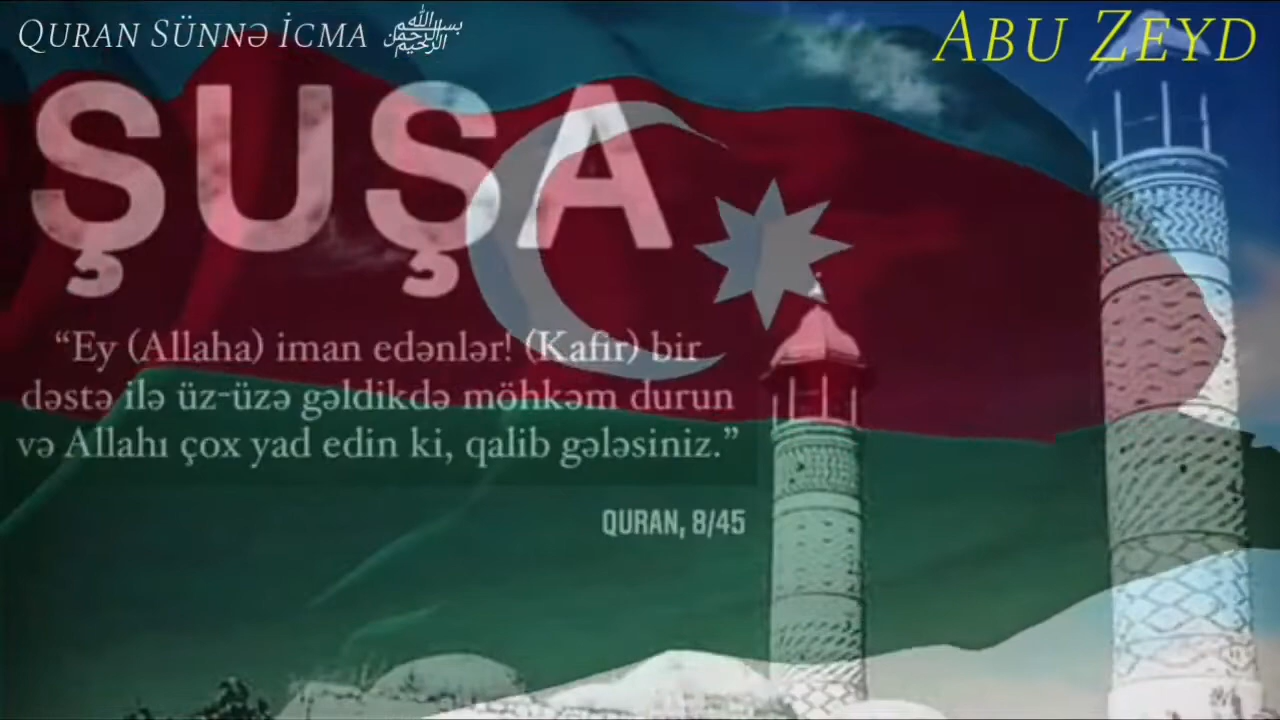 QURAN SÜNNƏ İCMA ﷽
ABU ZEYD
ŞUŞA
“Ey (Allaha) iman edənlər! (Kafir) bir
dəstə ilə üz-üzə gəldikdə möhkəm durun
və Allahı çox yad edin ki, qalib gələsiniz.”
QURAN, 8/45